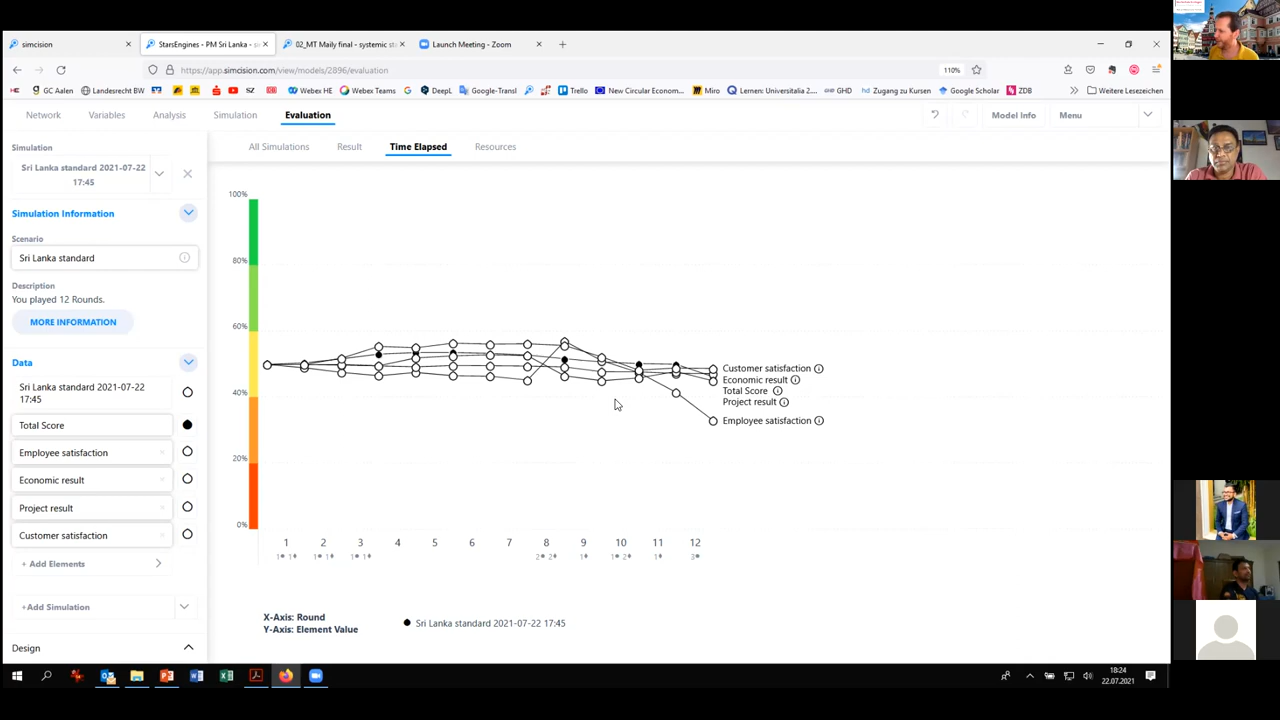 simcision
StarsEngines - PM Sri Lanka - s
02_MT Maily final - systemic st
Launch Meeting - Zoom
https://app.simcision.com/view/models/2896/evaluation
110%
GC Aalen
Landesrecht BW
SZ
Webex HE
Webex Teams
DeepL
Google-Transl
Trello
New Circular Econom...
Miro
Lernen: Universitalia 2....
GHD
Zugang zu Kursen
Google Scholar
ZDB
Weitere Lesezeichen
Network
Variables
Analysis
Simulation
Evaluation
Model Info
Menu
All Simulations
Result
Time Elapsed
Resources
Simulation
Sri Lanka standard 2021-07-22
17:45
Simulation Information
Scenario
Sri Lanka standard
Description
You played 12 Rounds.
MORE INFORMATION
Data
Sri Lanka standard 2021-07-22
17:45
Total Score
Employee satisfaction
Economic result
Project result
Customer satisfaction
+ Add Elements
+Add Simulation
Design
100%
80%
60%
40%
20%
0%
Customer satisfaction
Economic result
Total Score
Project result
Employee satisfaction
1 2 3 4 5 6 7 8 9 10 11 12
X-Axis: Round
Y-Axis: Element Value
Sri Lanka standard 2021-07-22 17:45
18:24
22.07.2021